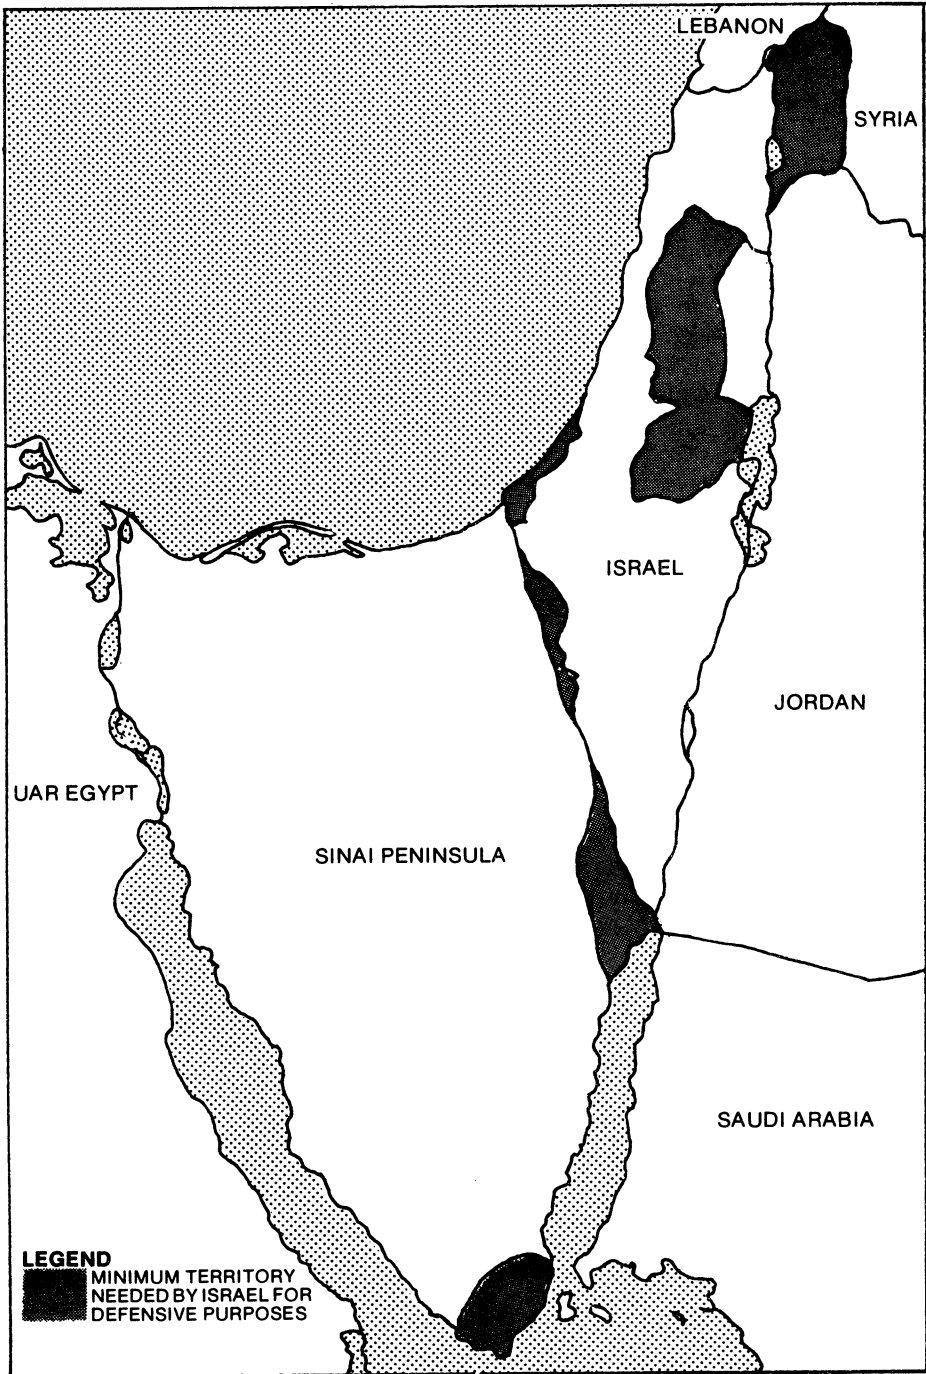 LEBANON
SYRIA
ISRAEL
JORDAN
UAR EGYPT
SINAI PENINSULA
SAUDI ARABIA
LEGEND
MINIMUM TERRITORY
NEEDED BY ISRAEL FOR
DEFENSIVE PURPOSES